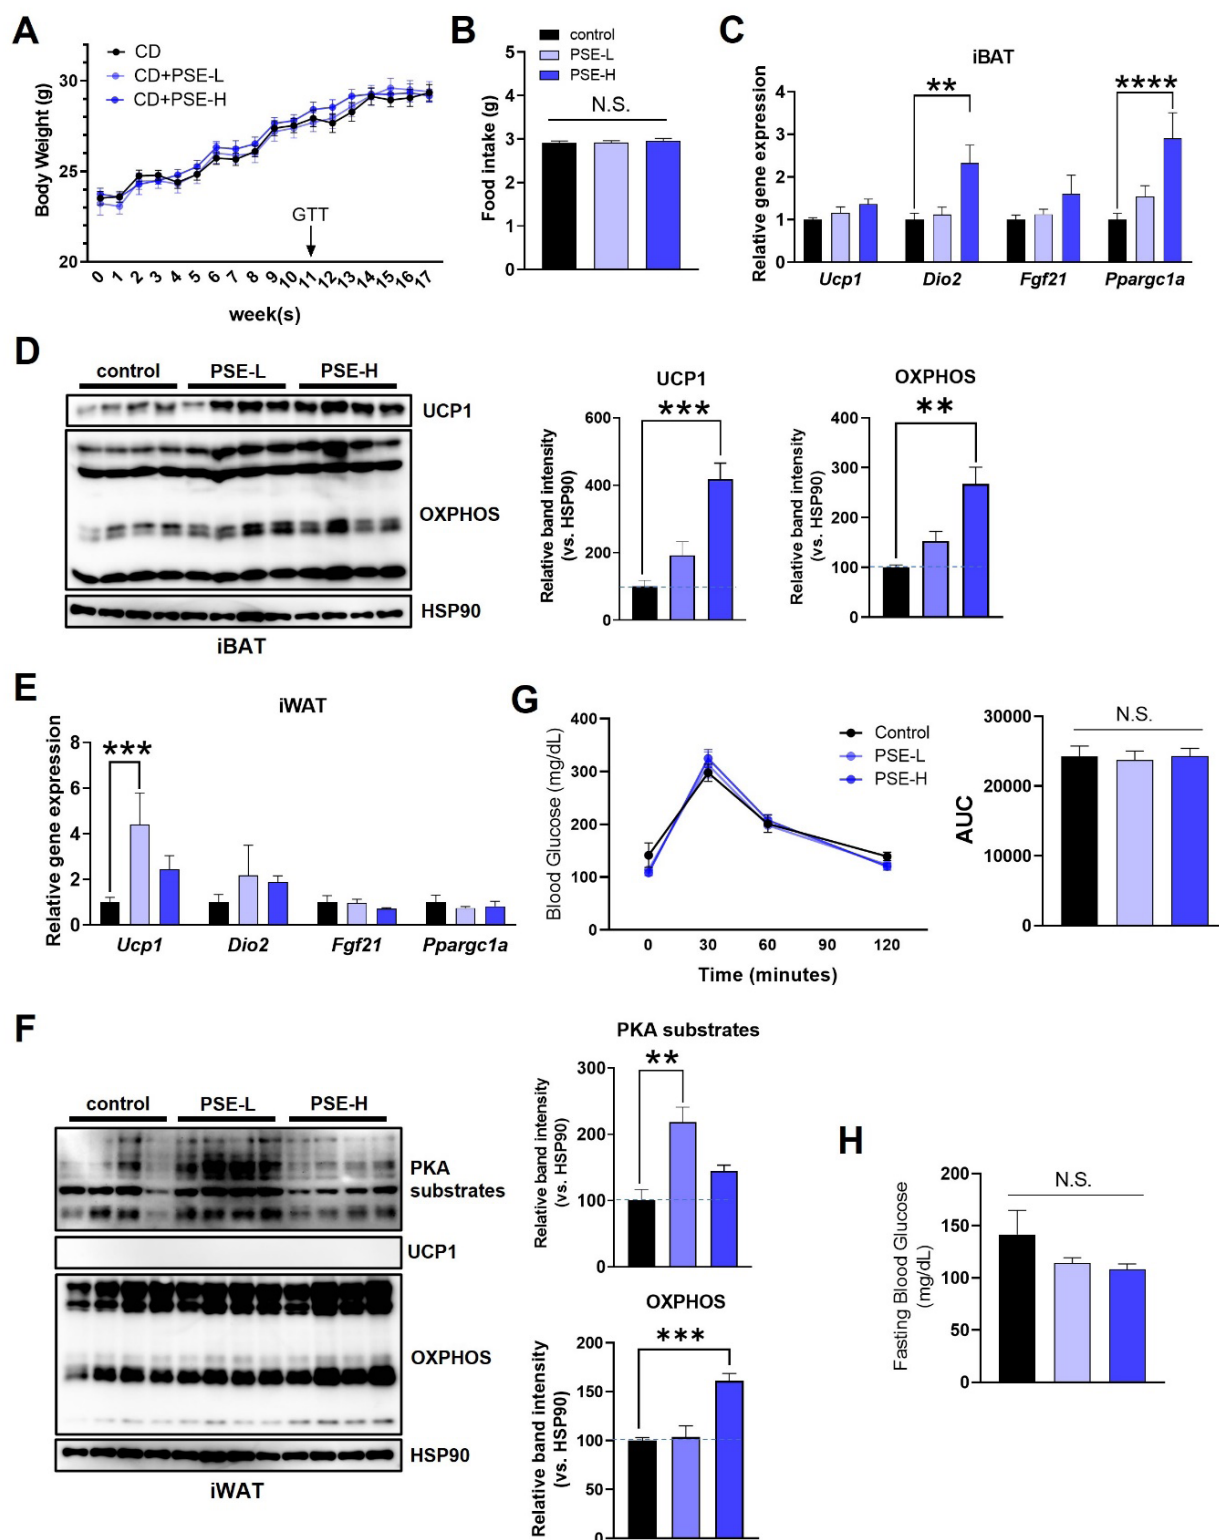 A
CD
CD+PSE-L
CD+PSE-H
Body Weight (g)
30
25
20
GTT
0 1 2 3 4 5 6 7 8 9 10 11 12 13 14 15 16 17
week(s)
B
control
PSE-L
PSE-H
N.S.
Food intake (g)
5
4
3
2
1
0
C
iBAT
** ****
Relative gene expression
4
3
2
1
0
Ucp1 Dio2 Fgf21 Ppargc1a
D
control PSE-L PSE-H
UCP1
OXPHOS
HSP90
iBAT
UCP1
***
Relative band intensity
(vs. HSP90)
600
400
200
0
OXPHOS
**
Relative band intensity
(vs. HSP90)
400
300
200
100
0
E
iWAT
***
Relative gene expression
8
6
4
2
0
Ucp1 Dio2 Fgf21 Ppargc1a
G
Control
PSE-L
PSE-H
Blood Glucose (mg/dL)
400
300
200
100
0
0 30 60 90 120
Time (minutes)
N.S.
AUC
30000
20000
10000
0
F
control PSE-L PSE-H
PKA
substrates
UCP1
OXPHOS
HSP90
iWAT
PKA substrates
**
Relative band intensity
(vs. HSP90)
300
200
100
0
OXPHOS
***
Relative band intensity
(vs. HSP90)
200
150
100
50
0
H
N.S.
Fasting Blood Glucose
(mg/dL)
200
150
100
50
0